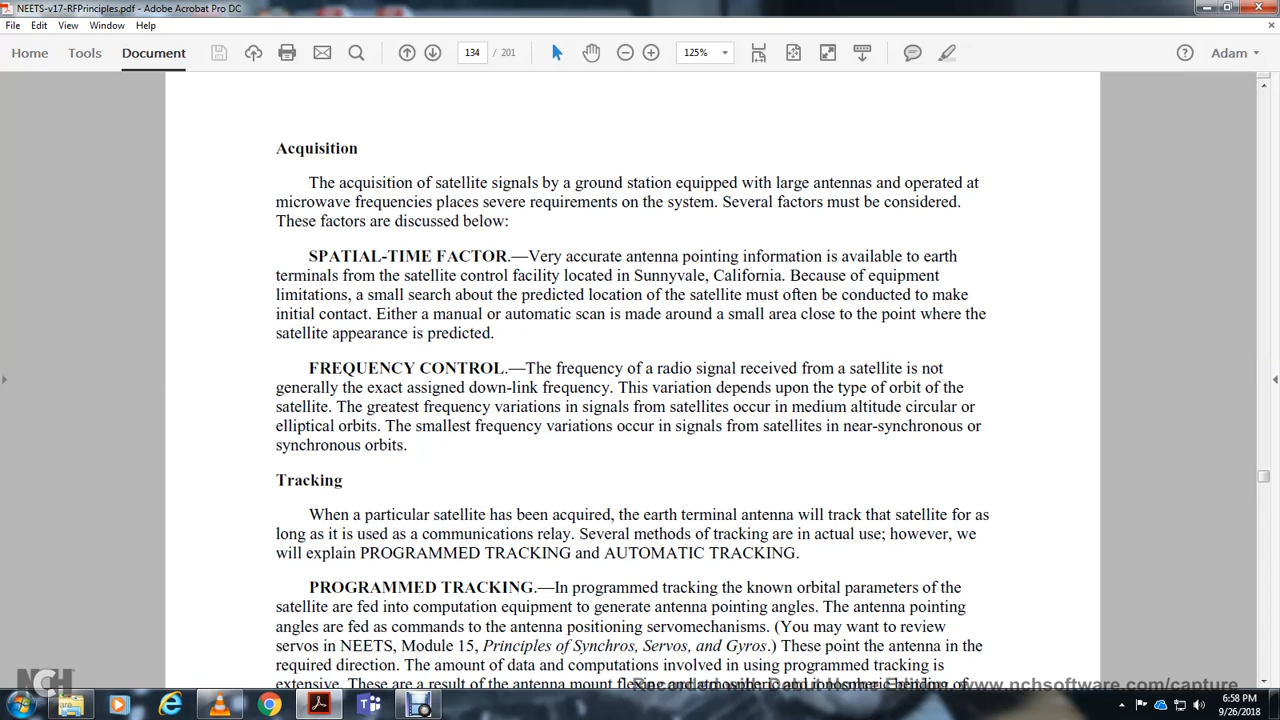 NEETS-v17-RFPrinciples.pdf - Adobe Acrobat Pro DC
File Edit View Window Help
Home Tools Document 134 / 201 125% Adam
Acquisition
The acquisition of satellite signals by a ground station equipped with large antennas and operated at
microwave frequencies places severe requirements on the system. Several factors must be considered.
These factors are discussed below:
SPATIAL-TIME FACTOR.—Very accurate antenna pointing information is available to earth
terminals from the satellite control facility located in Sunnyvale, California. Because of equipment
limitations, a small search about the predicted location of the satellite must often be conducted to make
initial contact. Either a manual or automatic scan is made around a small area close to the point where the
satellite appearance is predicted.
FREQUENCY CONTROL.—The frequency of a radio signal received from a satellite is not
generally the exact assigned down-link frequency. This variation depends upon the type of orbit of the
satellite. The greatest frequency variations in signals from satellites occur in medium altitude circular or
elliptical orbits. The smallest frequency variations occur in signals from satellites in near-synchronous or
synchronous orbits.
Tracking
When a particular satellite has been acquired, the earth terminal antenna will track that satellite for as
long as it is used as a communications relay. Several methods of tracking are in actual use; however, we
will explain PROGRAMMED TRACKING and AUTOMATIC TRACKING.
PROGRAMMED TRACKING.—In programmed tracking the known orbital parameters of the
satellite are fed into computation equipment to generate antenna pointing angles. The antenna pointing
angles are fed as commands to the antenna positioning servomechanisms. (You may want to review
servos in NEETS, Module 15, Principles of Synchros, Servos, and Gyros.) These point the antenna in the
required direction. The amount of data and computations involved in using programmed tracking is
extensive. These are a result of the antenna mount
www.nchsoftware.com/capture
NCH
6:58 PM
9/26/2018